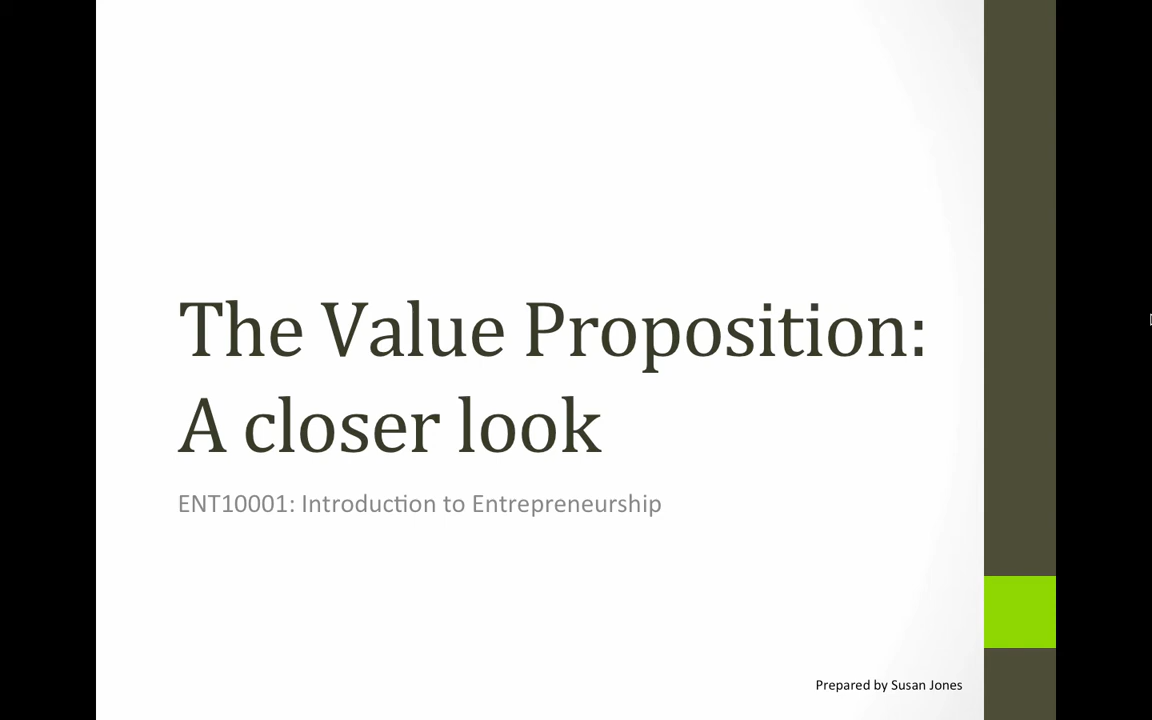 The Value Proposition:
A closer look
ENT10001: Introduction to Entrepreneurship
Prepared by Susan Jones